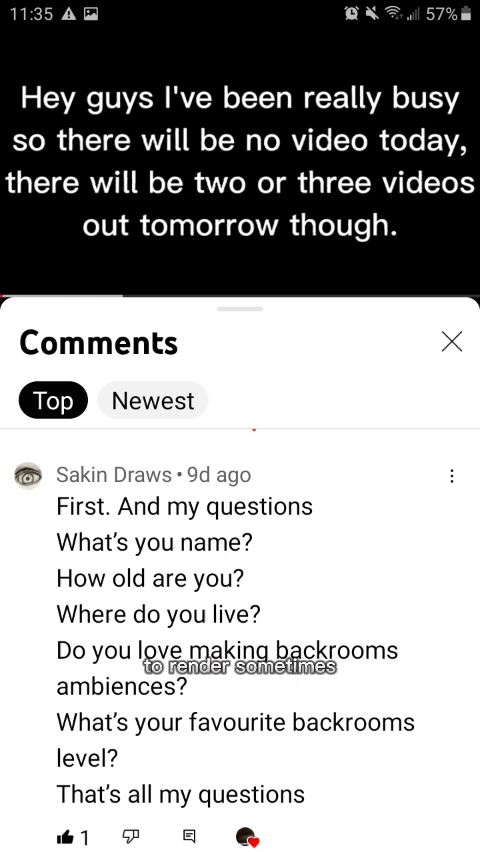 11:35 57%
Hey guys I've been really busy
so there will be no video today,
there will be two or three videos
out tomorrow though.
Comments
Top Newest
Sakin Draws • 9d ago
First. And my questions
What's you name?
How old are you?
Where do you live?
Do you love making backrooms
to render sometimes
ambiences?
What's your favourite backrooms
level?
That's all my questions
1